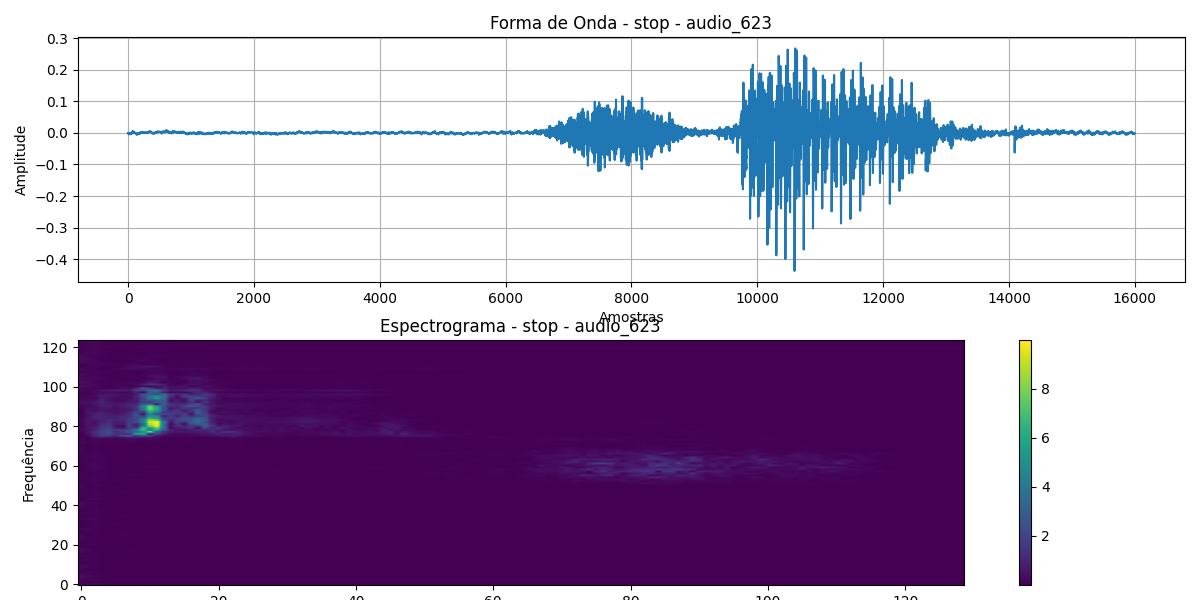 Forma de Onda - stop - audio_623
0.3
0.2
0.1
0.0
−0.1
−0.2
−0.3
−0.4
Amplitude
0 2000 4000 6000 8000 10000 12000 14000 16000
Amostras
Espectrograma - stop - audio_623
120
100
80
60
40
20
0
Frequência
0 20 40 60 80 100 120
8
6
4
2